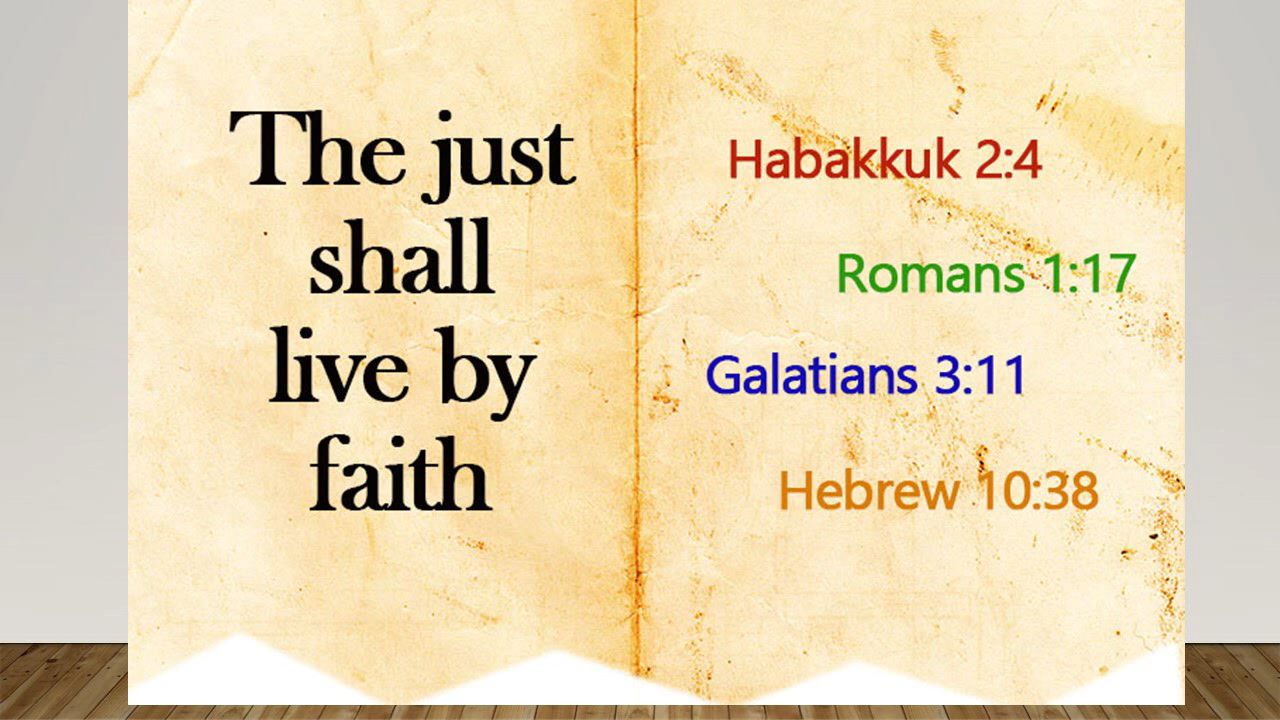 The just
shall
live by
faith
Habakkuk 2:4
Romans 1:17
Galatians 3:11
Hebrew 10:38